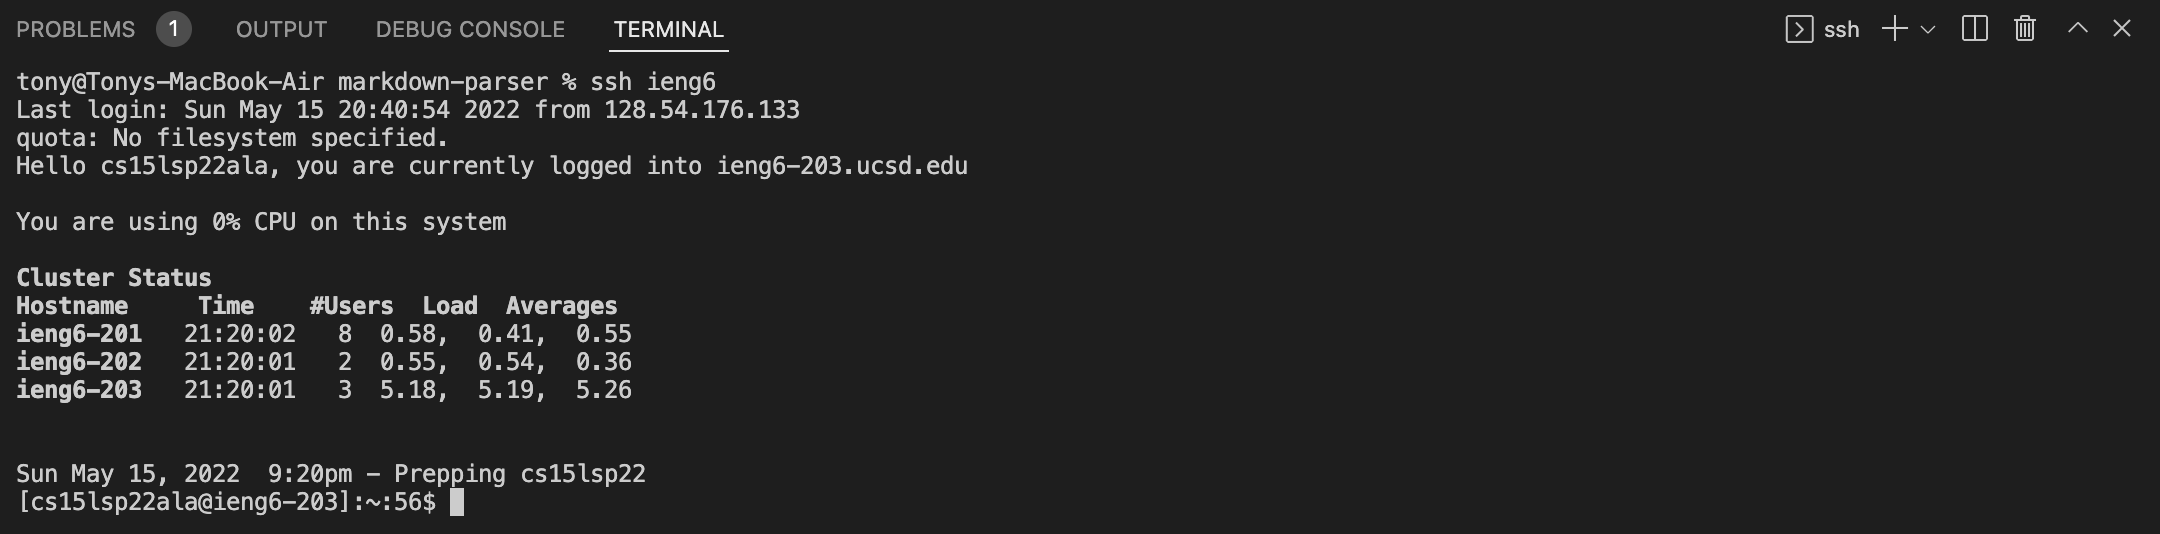 PROBLEMS 1 OUTPUT DEBUG CONSOLE TERMINAL ssh
tony@Tonys-MacBook-Air markdown-parser % ssh ieng6
Last login: Sun May 15 20:40:54 2022 from 128.54.176.133
quota: No filesystem specified.
Hello cs15lsp22ala, you are currently logged into ieng6-203.ucsd.edu
You are using 0% CPU on this system
Cluster Status
Hostname     Time    #Users  Load  Averages
ieng6-201   21:20:02   8  0.58,  0.41,  0.55
ieng6-202   21:20:01   2  0.55,  0.54,  0.36
ieng6-203   21:20:01   3  5.18,  5.19,  5.26
Sun May 15, 2022  9:20pm - Prepping cs15lsp22
[cs15lsp22ala@ieng6-203]:~:56$